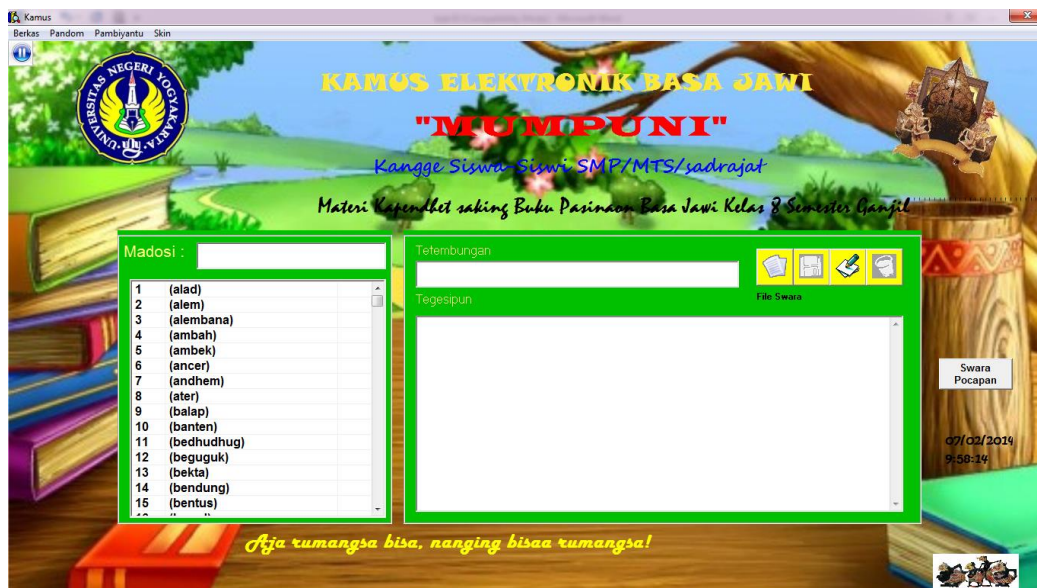 Kamus
Berkas Pandom Pambiyantu Skin
UNIVERSITAS NEGERI YOGYAKARTA
UNY
KAMUS ELEKTRONIK BASA JAWI
"MUMPUNI"
Kangge Siswa-Siswi SMP/MTS/sadrajat
Materi Kapendhet saking Buku Pasinaon Basa Jawi Kelas 8 Semester Ganjil
Madosi :
1 (alad)
2 (alem)
3 (alembana)
4 (ambah)
5 (ambek)
6 (ancer)
7 (andhem)
8 (ater)
9 (balap)
10 (banten)
11 (bedhudhug)
12 (beguguk)
13 (bekta)
14 (bendung)
15 (bentus)
Tetembungan
Tegesipun
File Swara
Swara
Pocapan
07/02/2014
9:58:14
Aja rumangsa bisa, nanging bisaa rumangsa!